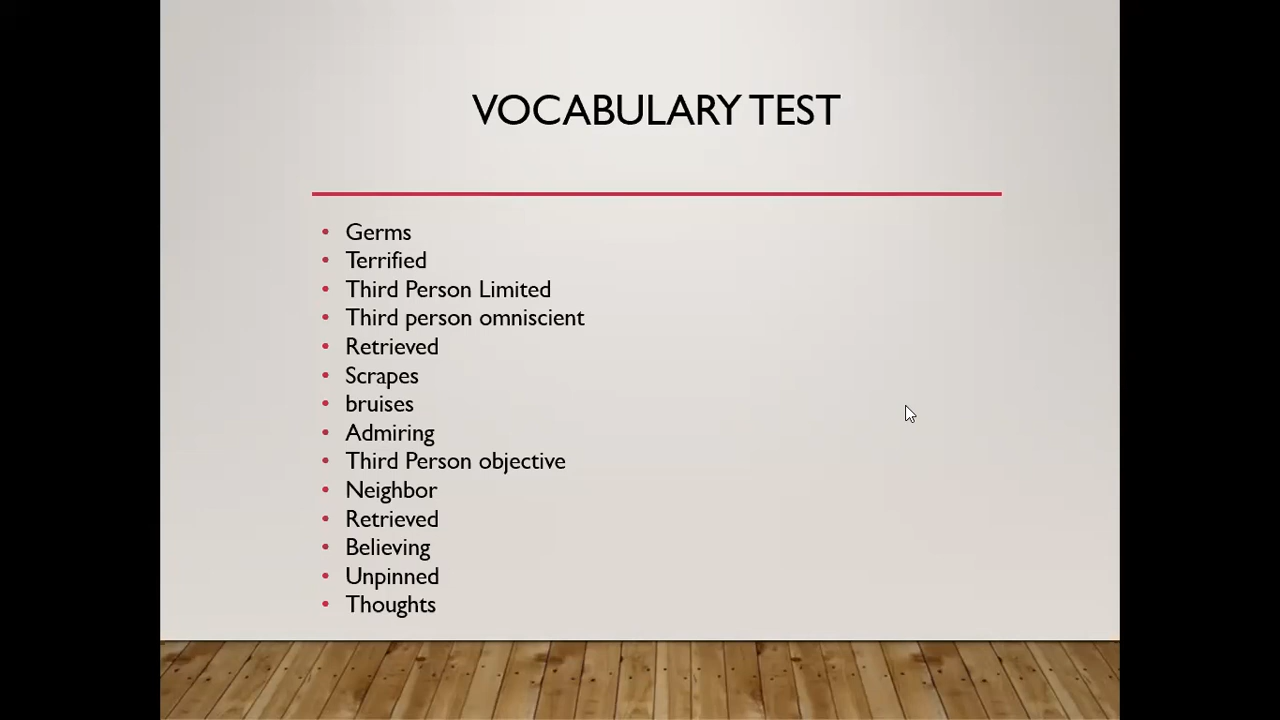 VOCABULARY TEST
• Germs
• Terrified
• Third Person Limited
• Third person omniscient
• Retrieved
• Scrapes
• bruises
• Admiring
• Third Person objective
• Neighbor
• Retrieved
• Believing
• Unpinned
• Thoughts